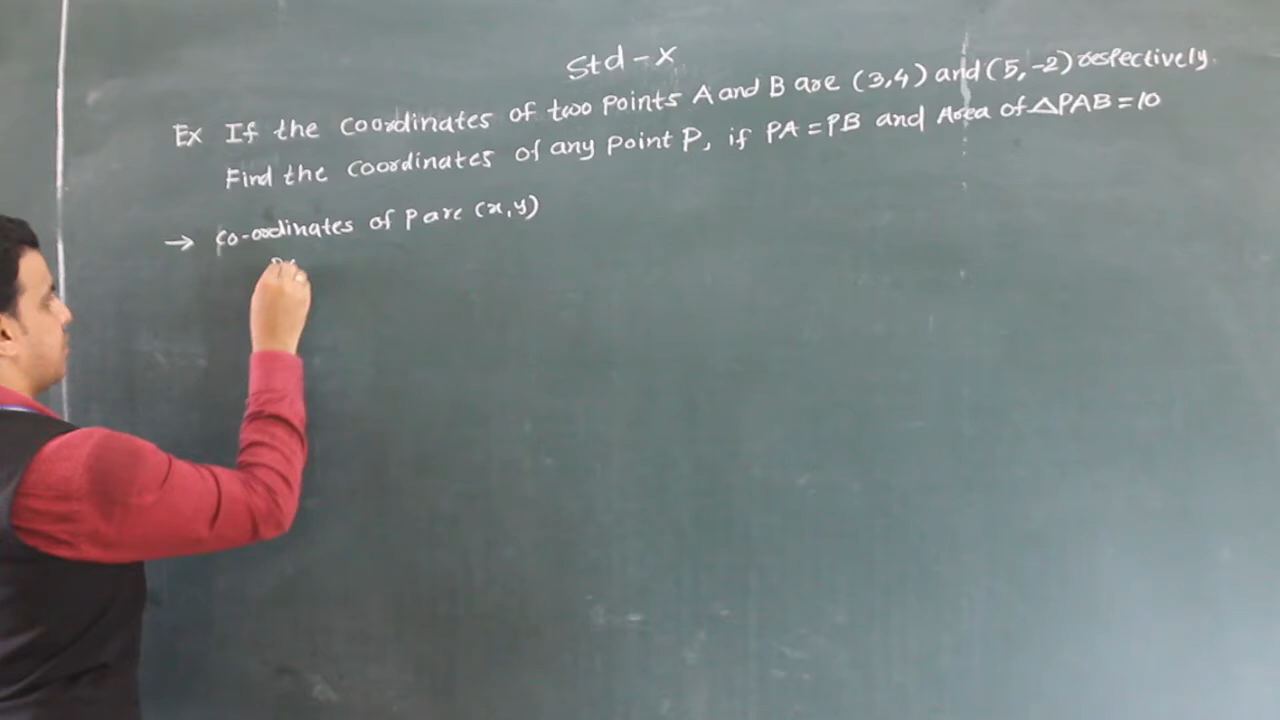 Std-X
Ex If the coordinates of two points A and B are (3,4) and (5,-2) respectively.
Find the coordinates of any point P, if PA = PB and Area of △PAB = 10
→ co-ordinates of P are (x,y)